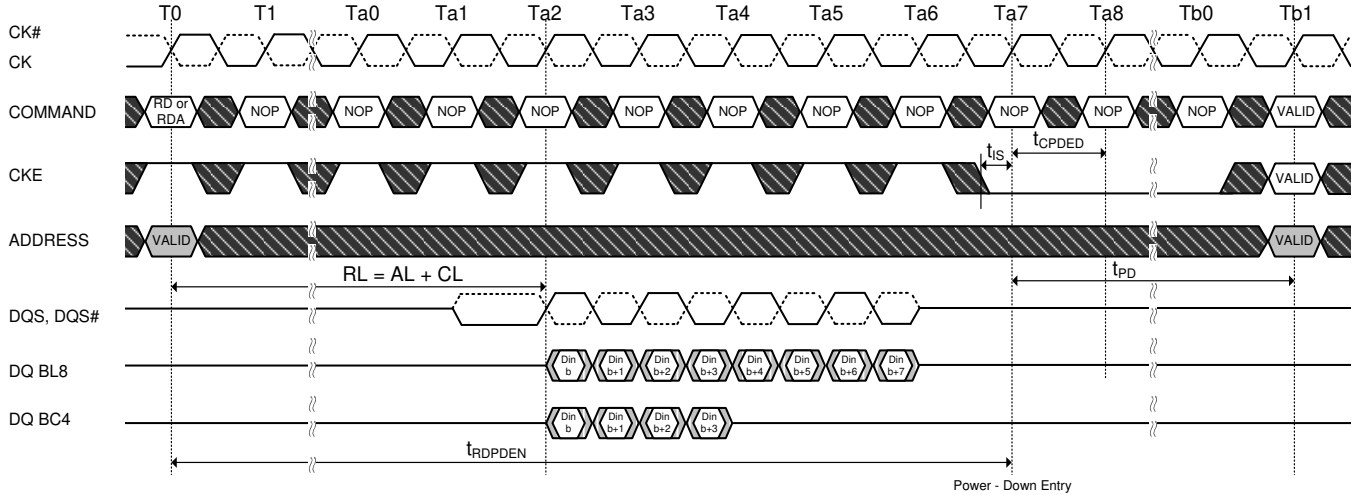 T0 T1 Ta0 Ta1 Ta2 Ta3 Ta4 Ta5 Ta6 Ta7 Ta8 Tb0 Tb1
CK#
CK
COMMAND RD or RDA NOP NOP NOP NOP NOP NOP NOP NOP NOP NOP NOP VALID
tIS tCPDED
CKE VALID
ADDRESS VALID VALID
RL = AL + CL tPD
DQS, DQS#
DQ BL8 Din b Din b+1 Din b+2 Din b+3 Din b+4 Din b+5 Din b+6 Din b+7
DQ BC4 Din b Din b+1 Din b+2 Din b+3
tRDPDEN
Power - Down Entry